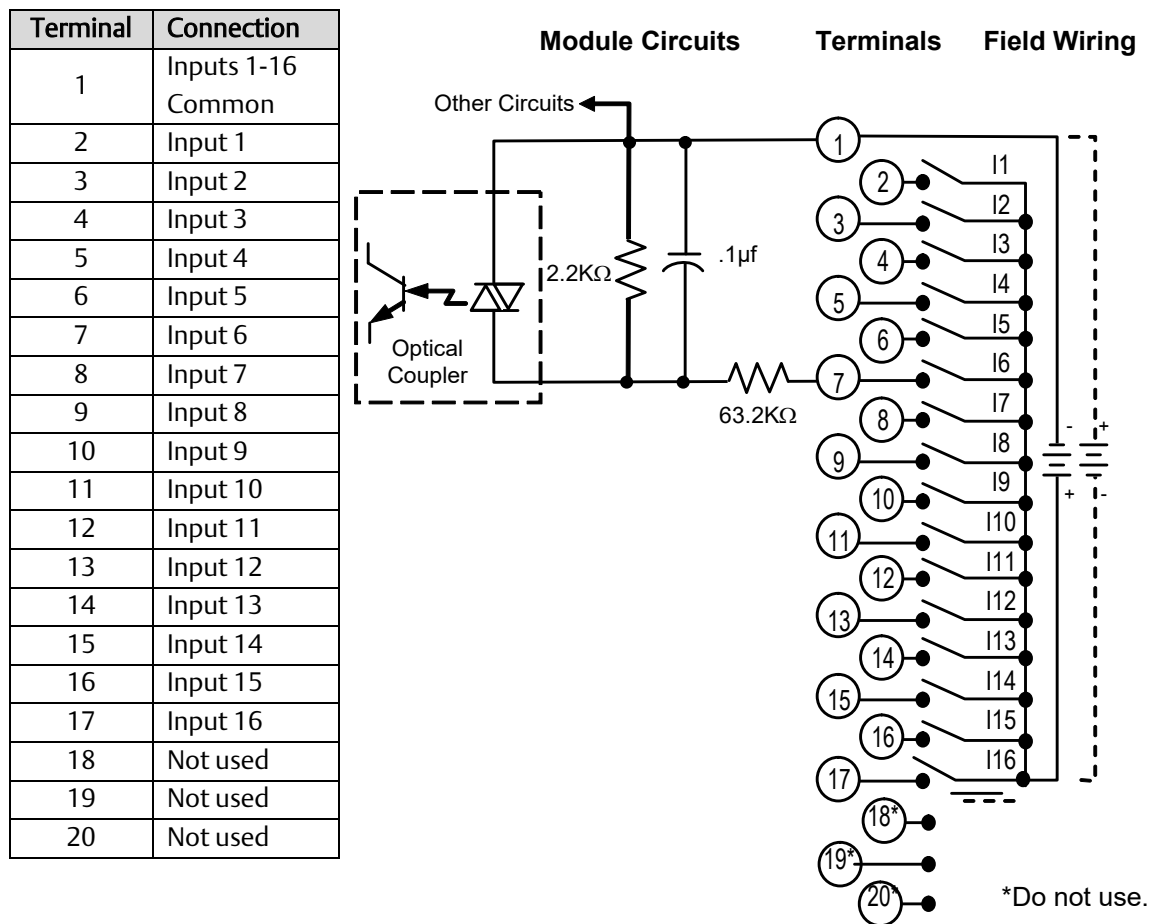 Terminal Connection
1 Inputs 1-16
Common
2 Input 1
3 Input 2
4 Input 3
5 Input 4
6 Input 5
7 Input 6
8 Input 7
9 Input 8
10 Input 9
11 Input 10
12 Input 11
13 Input 12
14 Input 13
15 Input 14
16 Input 15
17 Input 16
18 Not used
19 Not used
20 Not used
Module Circuits Terminals Field Wiring
Other Circuits
1
2 I1
3 I2
4 I3
5 I4
6 I5
7 I6
8 I7
9 I8
10 I9
11 I10
12 I11
13 I12
14 I13
15 I14
16 I15
17 I16
18*
19*
20*
2.2KΩ
.1µf
Optical
Coupler
63.2KΩ
- +
+ -
*Do not use.